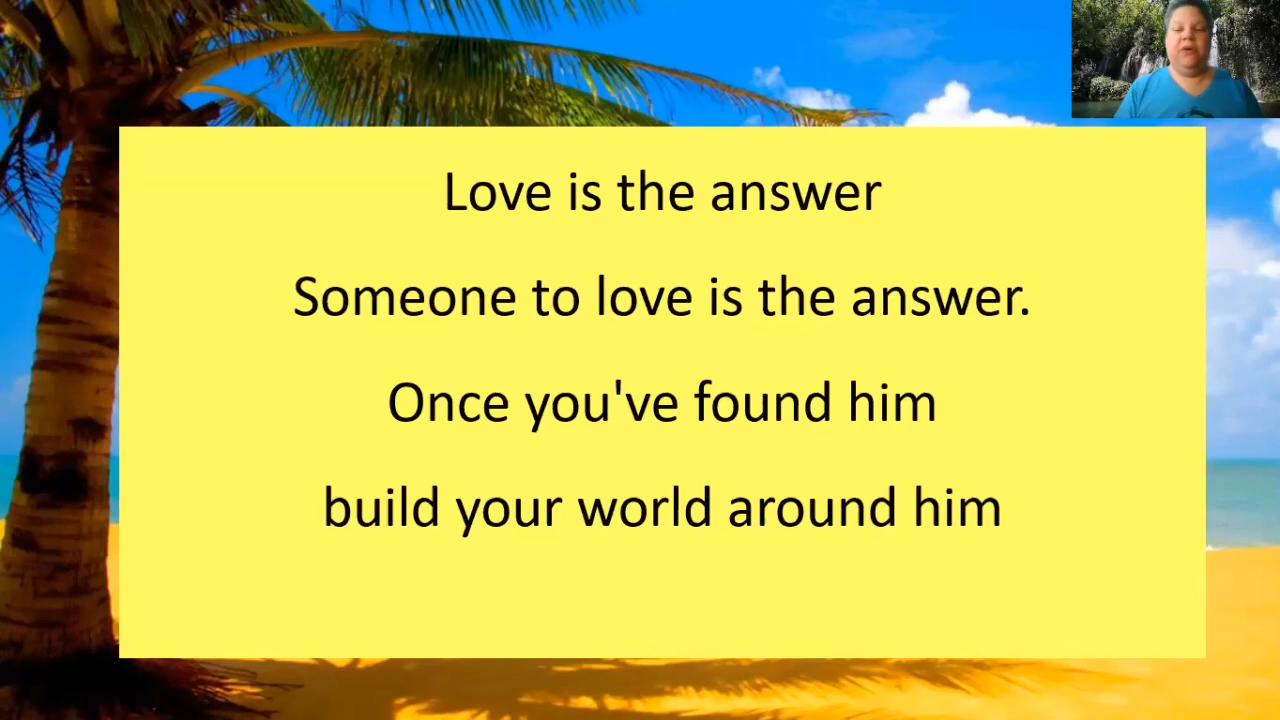 Love is the answer
Someone to love is the answer.
Once you've found him
build your world around him